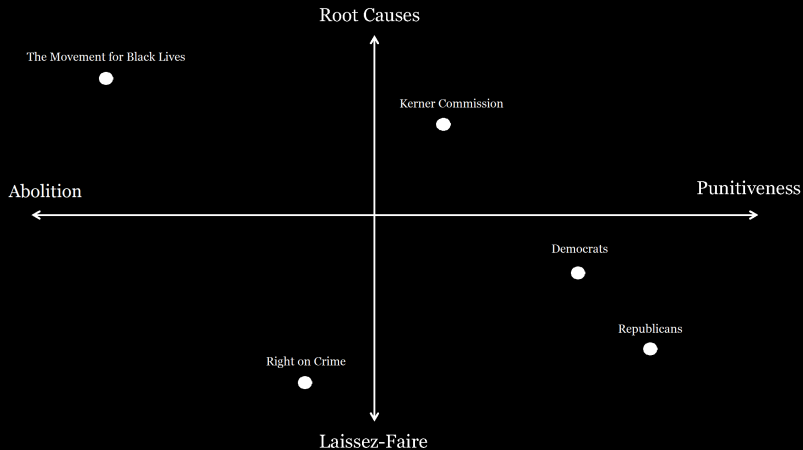 Root Causes
The Movement for Black Lives
Kerner Commission
Abolition
Punitiveness
Democrats
Republicans
Right on Crime
Laissez-Faire